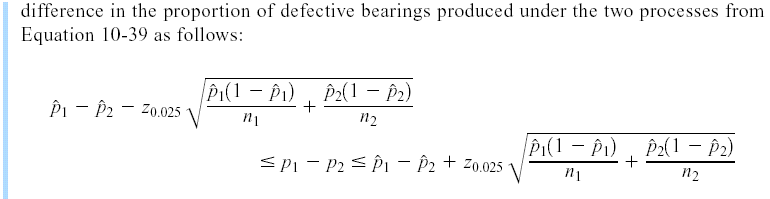 difference in the proportion of defective bearings produced under the two processes from
Equation 10-39 as follows:
p̂₁ − p̂₂ − z₀.₀₂₅ √(p̂₁(1 − p̂₁)/n₁ + p̂₂(1 − p̂₂)/n₂)
≤ p₁ − p₂ ≤ p̂₁ − p̂₂ + z₀.₀₂₅ √(p̂₁(1 − p̂₁)/n₁ + p̂₂(1 − p̂₂)/n₂)